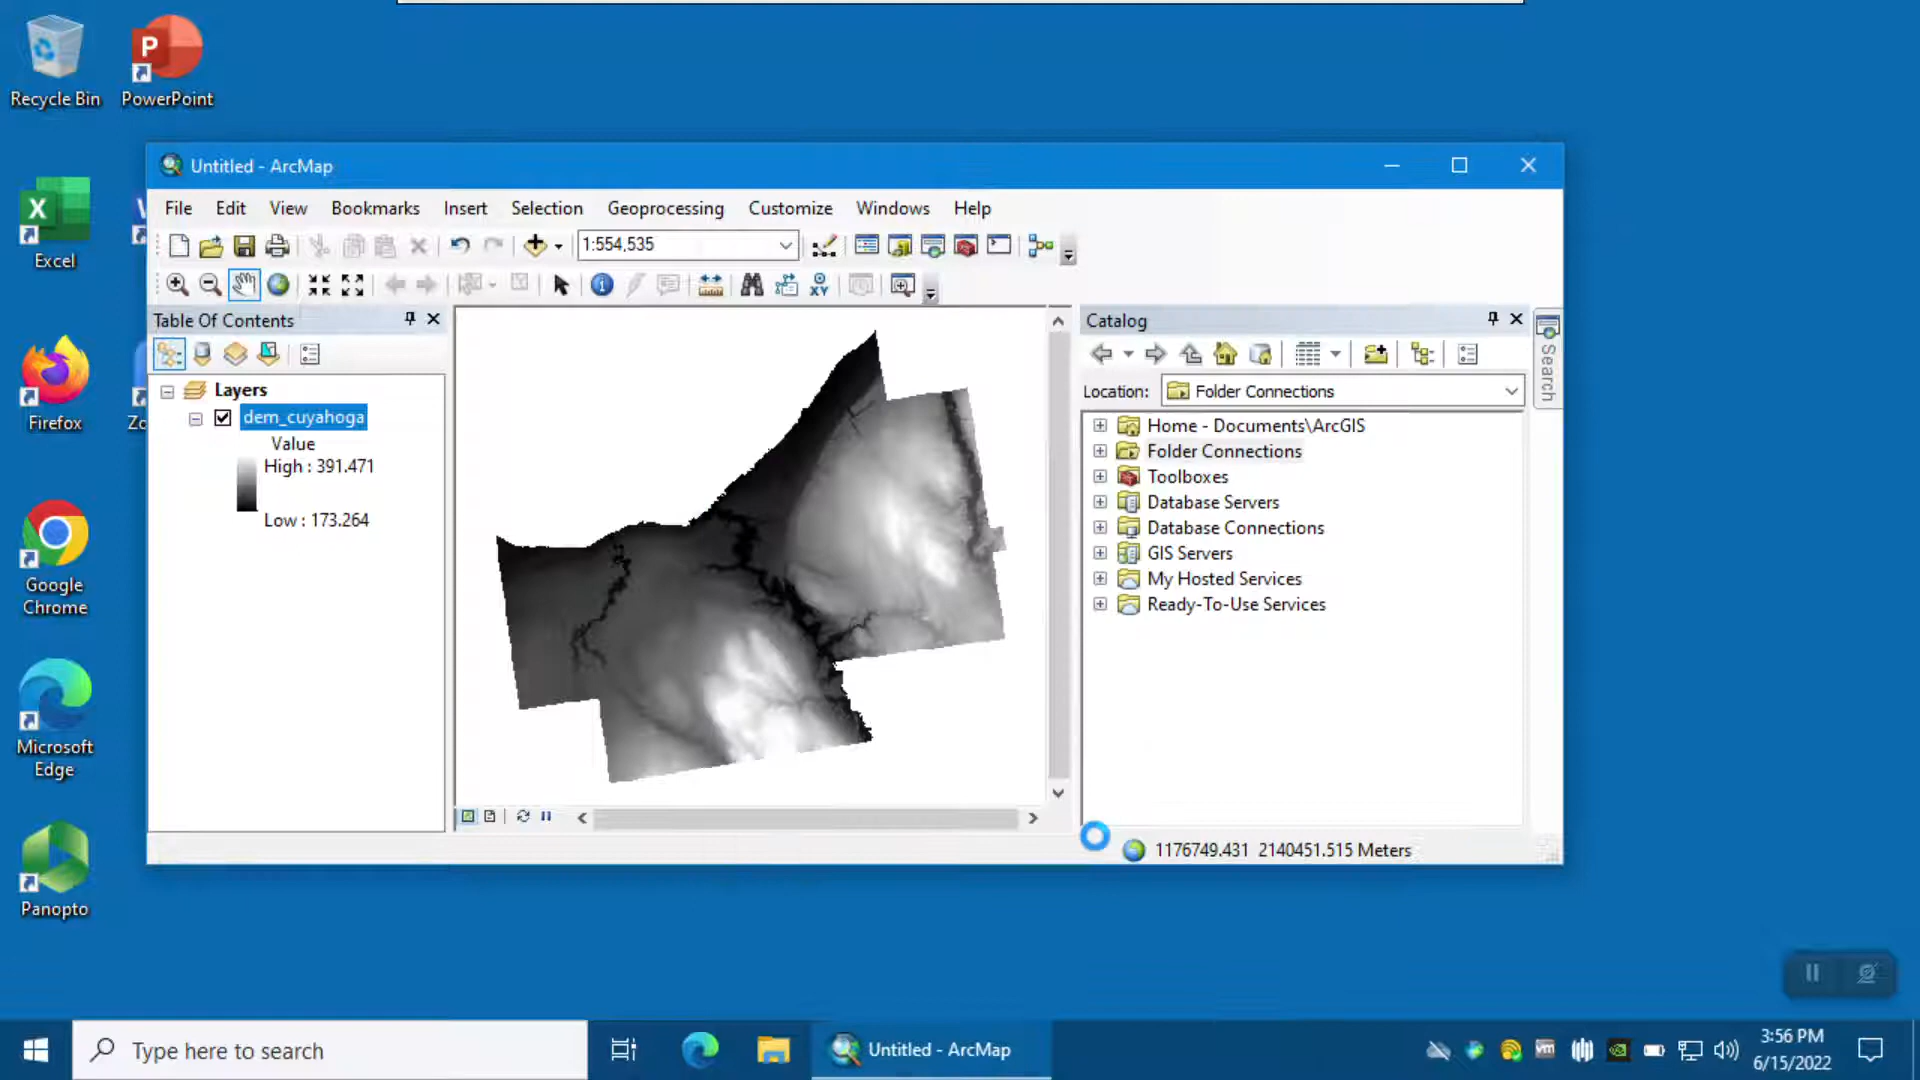 Recycle Bin
PowerPoint
Excel
Firefox
Zo
Google
Chrome
Microsoft
Edge
Panopto
Untitled - ArcMap
File Edit View Bookmarks Insert Selection Geoprocessing Customize Windows Help
1:554,535
Table Of Contents
Layers
dem_cuyahoga
Value
High : 391.471
Low : 173.264
Catalog
Location: Folder Connections
Home - Documents\ArcGIS
Folder Connections
Toolboxes
Database Servers
Database Connections
GIS Servers
My Hosted Services
Ready-To-Use Services
Search
1176749.431 2140451.515 Meters
Type here to search
Untitled - ArcMap
3:56 PM
6/15/2022